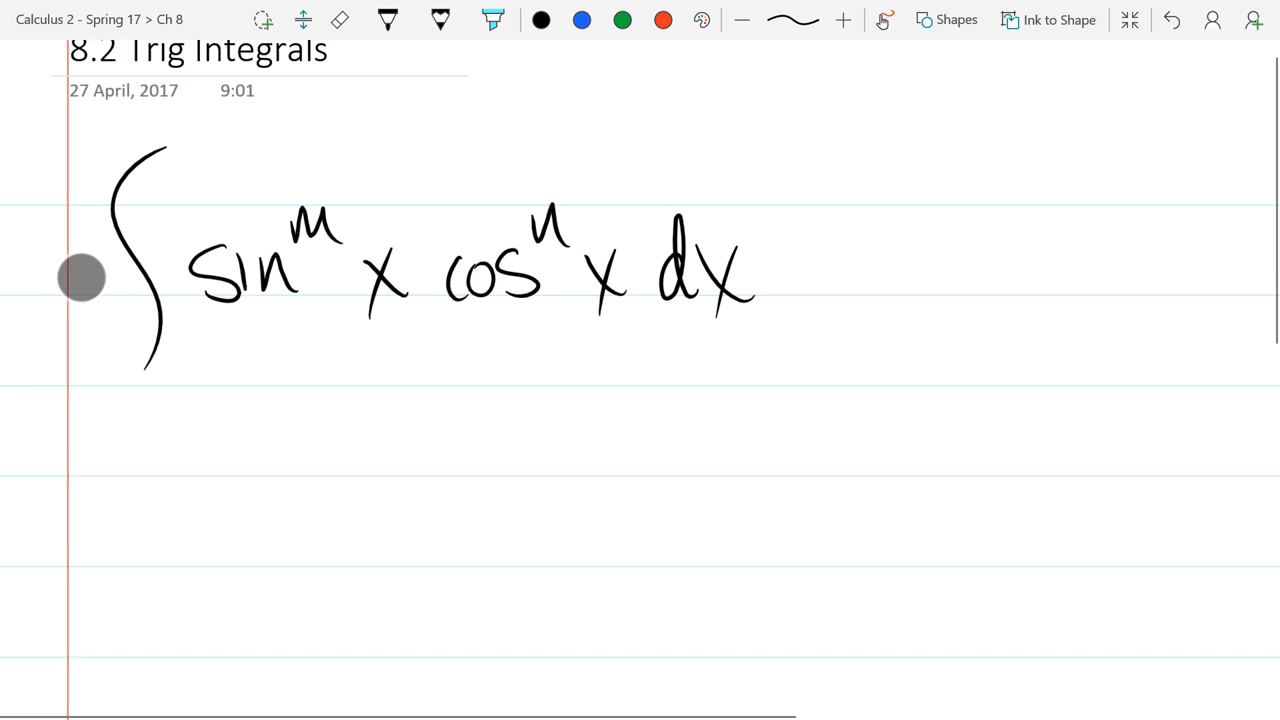 Calculus 2 - Spring 17 > Ch 8
Shapes
Ink to Shape
8.2 Trig Integrals
27 April, 2017 9:01
∫ sin^m x cos^n x dx